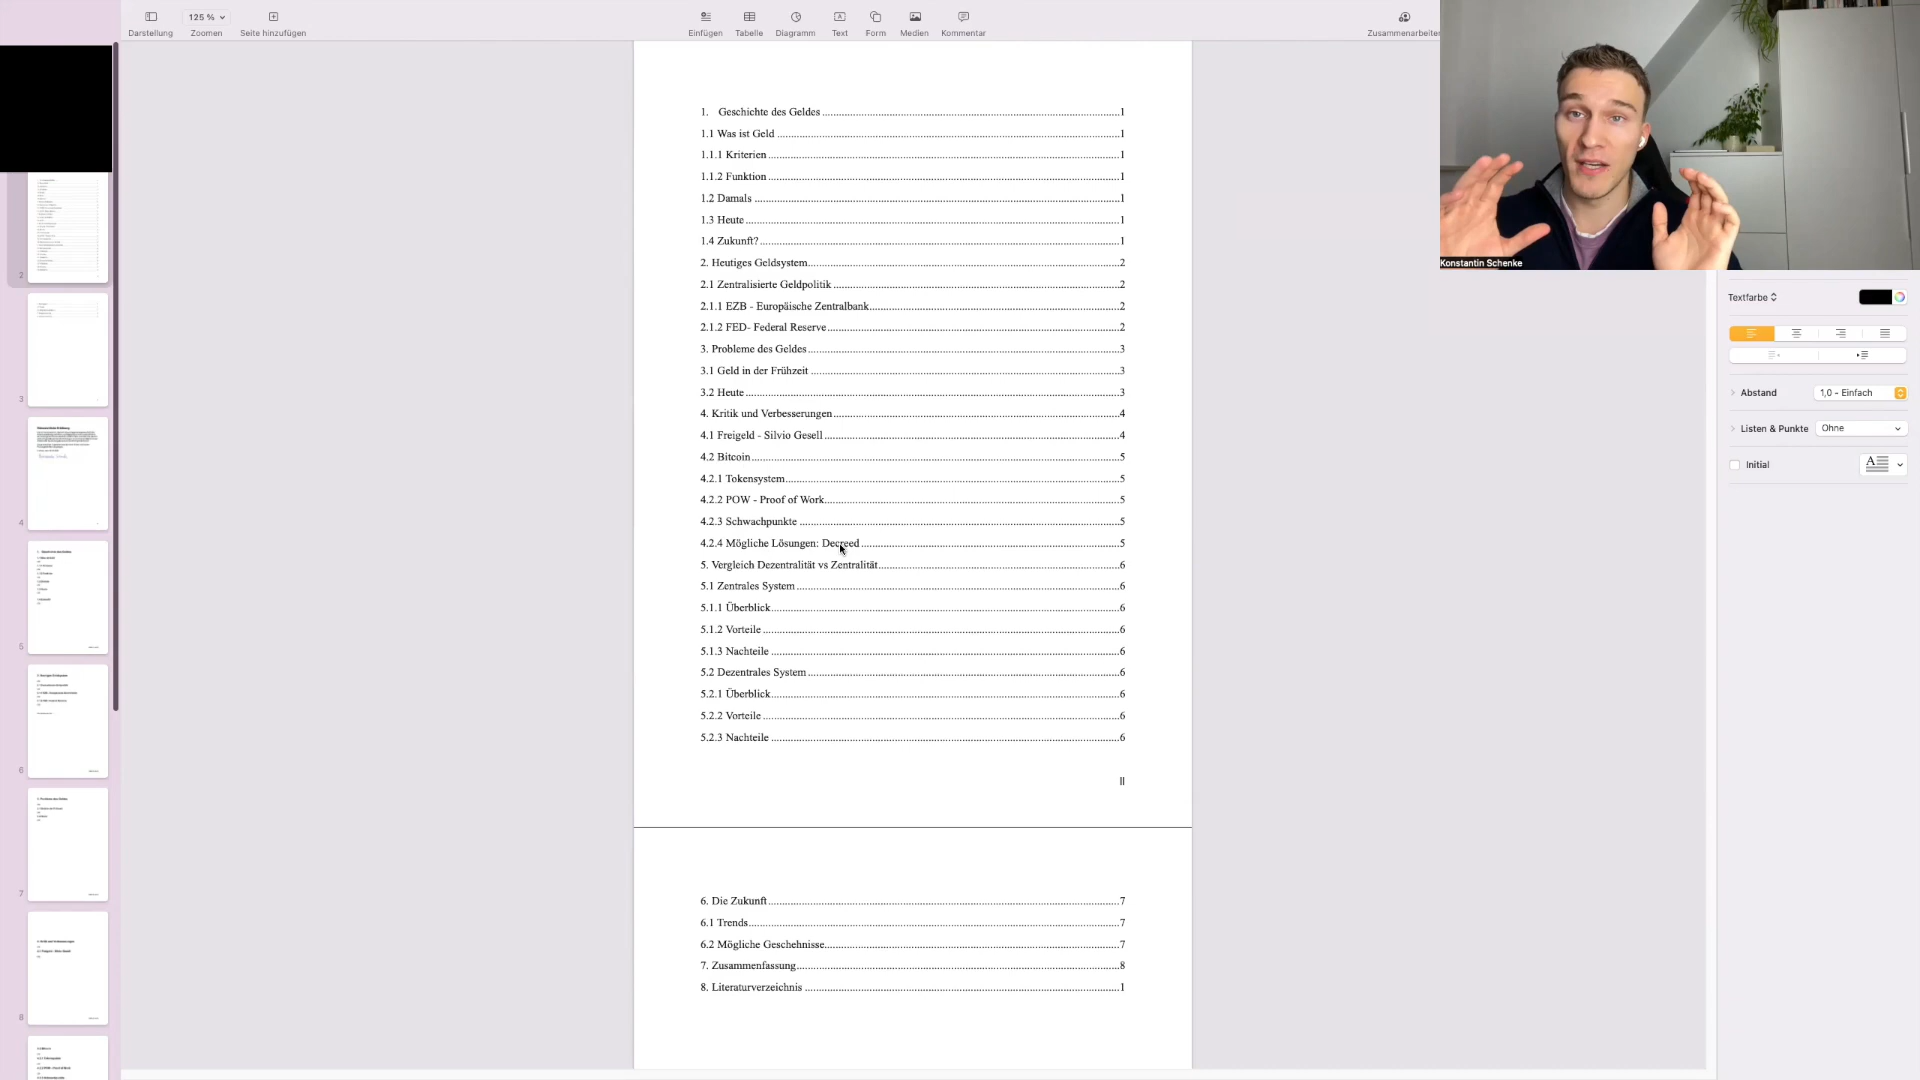 125 %
Darstellung
Zoomen
Seite hinzufügen
Einfügen
Tabelle
Diagramm
Text
Form
Medien
Kommentar
Zusammenarbeiten
Konstantin Schenke
1. Geschichte des Geldes 1
1.1 Was ist Geld 1
1.1.1 Kriterien 1
1.1.2 Funktion 1
1.2 Damals 1
1.3 Heute 1
1.4 Zukunft? 1
2. Heutiges Geldsystem 2
2.1 Zentralisierte Geldpolitik 2
2.1.1 EZB - Europäische Zentralbank 2
2.1.2 FED- Federal Reserve 2
3. Probleme des Geldes 3
3.1 Geld in der Frühzeit 3
3.2 Heute 3
4. Kritik und Verbesserungen 4
4.1 Freigeld - Silvio Gesell 4
4.2 Bitcoin 5
4.2.1 Tokensystem 5
4.2.2 POW - Proof of Work 5
4.2.3 Schwachpunkte 5
4.2.4 Mögliche Lösungen: Decreed 5
5. Vergleich Dezentralität vs Zentralität 6
5.1 Zentrales System 6
5.1.1 Überblick 6
5.1.2 Vorteile 6
5.1.3 Nachteile 6
5.2 Dezentrales System 6
5.2.1 Überblick 6
5.2.2 Vorteile 6
5.2.3 Nachteile 6
II
6. Die Zukunft 7
6.1 Trends 7
6.2 Mögliche Geschehnisse 7
7. Zusammenfassung 8
8. Literaturverzeichnis 1
2
3
4
5
6
7
8
Textfarbe
Abstand
1,0 - Einfach
Listen & Punkte
Ohne
Initial
A